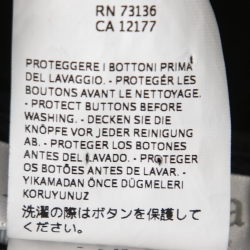 RN 73136
CA 12177
PROTEGGERE I BOTTONI PRIMA
DEL LAVAGGIO. - PROTEGÉR LES
BOUTONS AVANT LE NETTOYAGE.
- PROTECT BUTTONS BEFORE
WASHING. - DECKEN SIE DIE
KNÖPFE VOR JEDER REINIGUNG
AB. - PROTEGER LOS BOTONES
ANTES DEL LAVADO. - PROTEGER
OS BOTÕES ANTES DE LAVAR. -
YIKAMADAN ÖNCE DÜGMELERI
KORUYUNUZ
洗濯の際はボタンを保護して
ください。